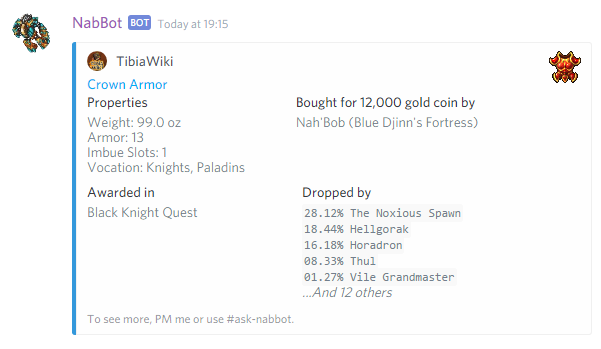 NabBot BOT Today at 19:15
TibiaWiki
Crown Armor
Properties
Weight: 99.0 oz
Armor: 13
Imbue Slots: 1
Vocation: Knights, Paladins
Bought for 12,000 gold coin by
Nah'Bob (Blue Djinn's Fortress)
Awarded in
Black Knight Quest
Dropped by
28.12% The Noxious Spawn
18.44% Hellgorak
16.18% Horadron
08.33% Thul
01.27% Vile Grandmaster
...And 12 others
To see more, PM me or use #ask-nabbot.